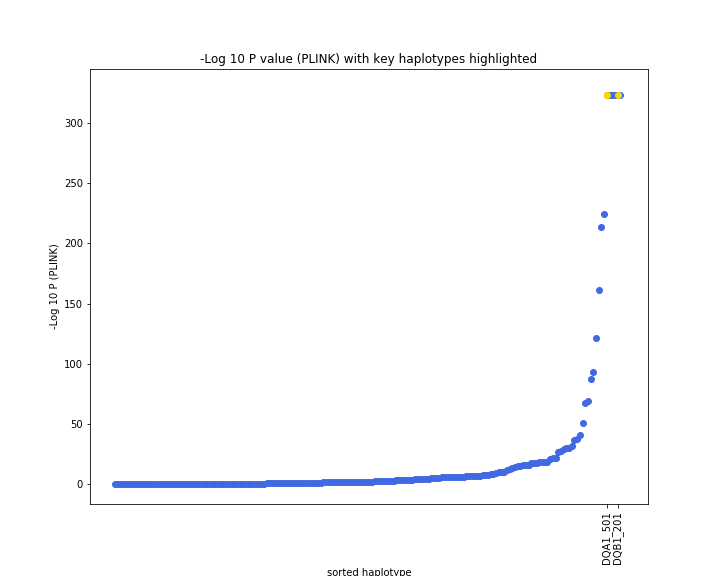 -Log 10 P value (PLINK) with key haplotypes highlighted
-Log 10 P (PLINK)
300
250
200
150
100
50
0
DQA1_501
DQB1_201
sorted haplotype